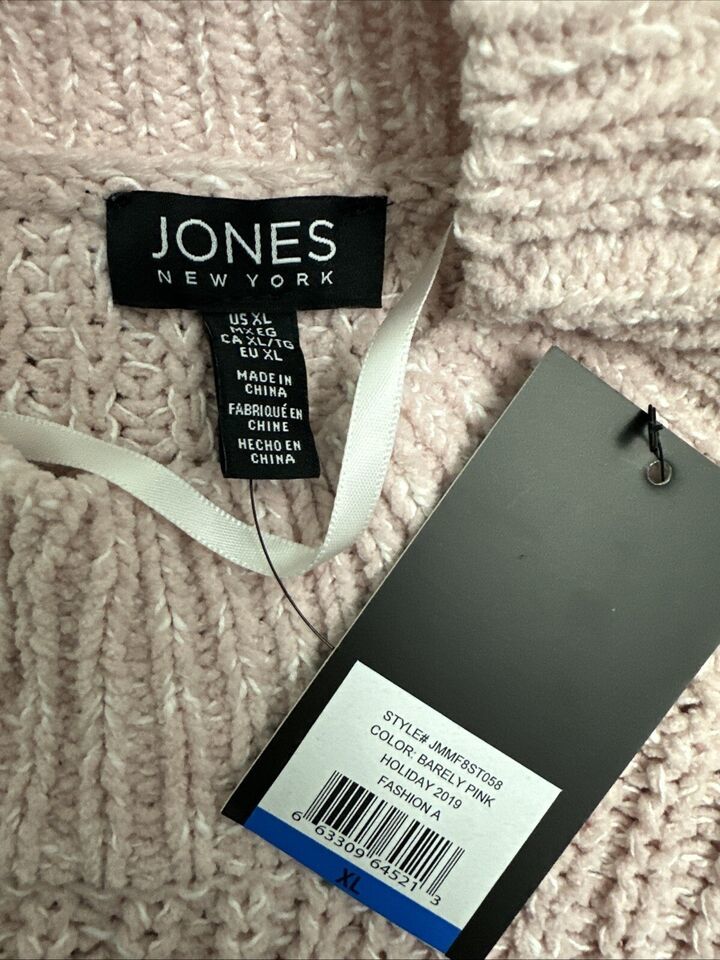 JONES
NEW YORK
US XL
MX EG
CA XL/TG
EU XL
MADE IN
CHINA
FABRIQUÉ EN
CHINE
HECHO EN
CHINA
STYLE# JMMF8ST058
COLOR: BARELY PINK
HOLIDAY 2019
FASHION A
6 63309 64521 3
XL